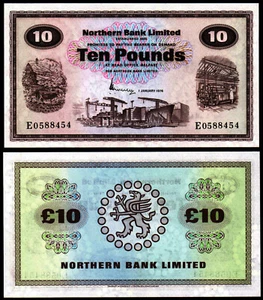 10 Northern Bank Limited 10
ESTABLISHED 1809
PROMISES TO PAY THE BEARER ON DEMAND
Ten Pounds
AT HEAD OFFICE BELFAST
FOR NORTHERN BANK LIMITED
1 JANUARY 1976
E0588454 E0588454
£10 £10
NORTHERN BANK LIMITED